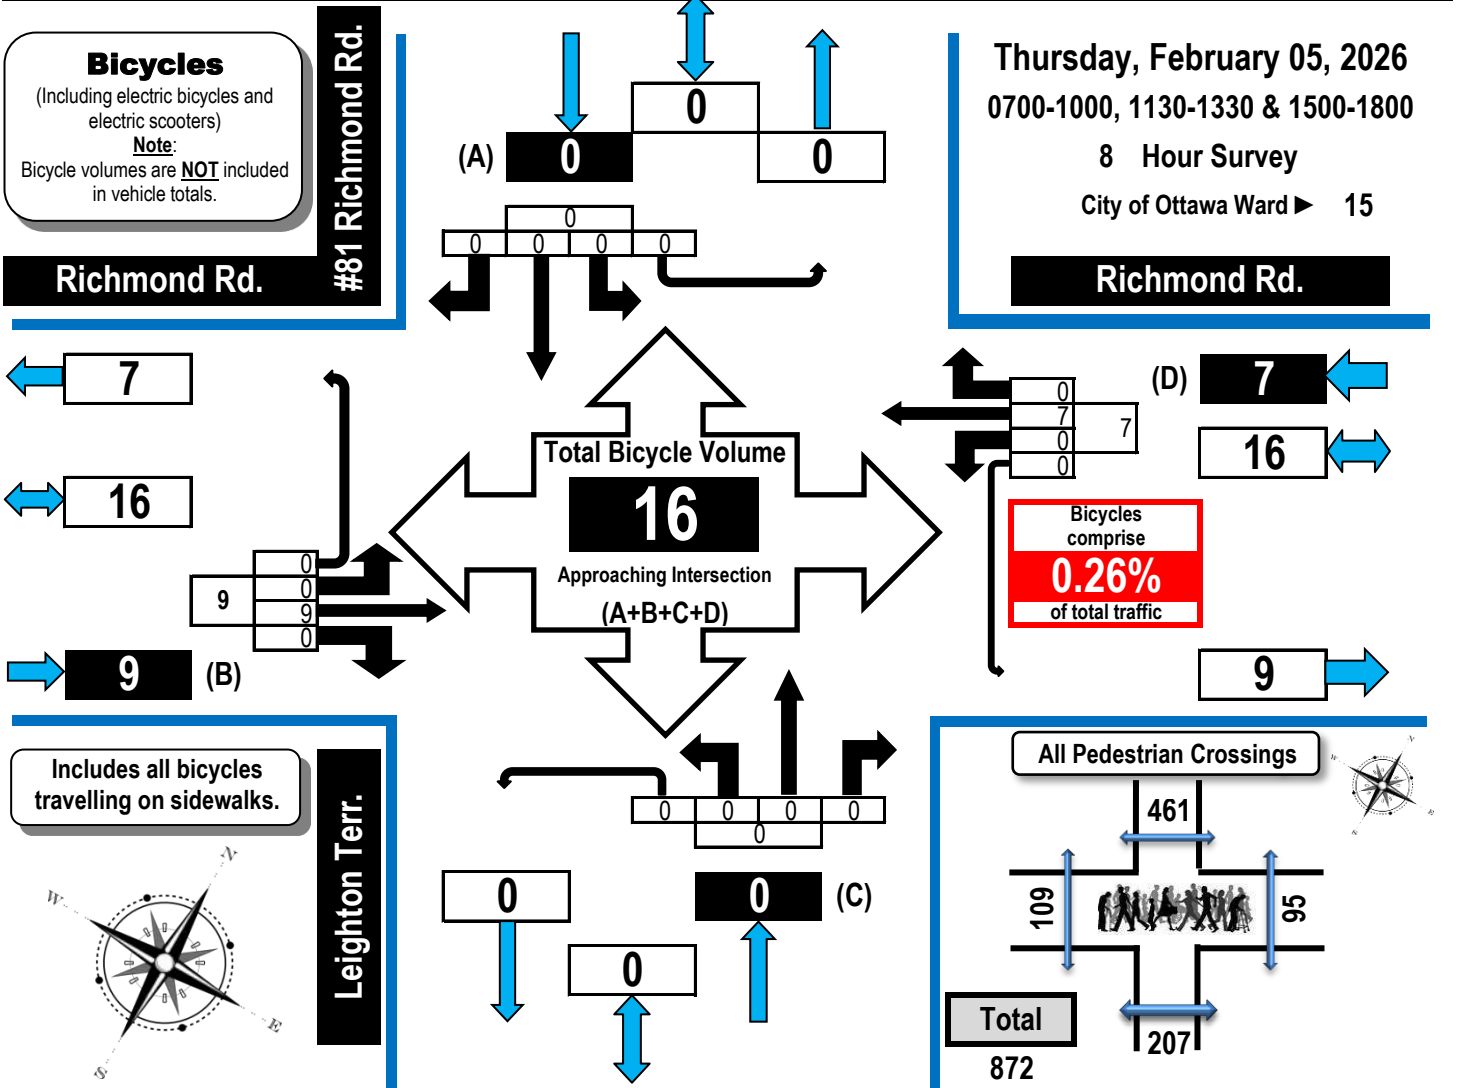 Bicycles
(Including electric bicycles and
electric scooters)
Note:
Bicycle volumes are NOT included
in vehicle totals.
#81 Richmond Rd.
Richmond Rd.
0
(A)
0
0
0
0
0
0
0
Thursday, February 05, 2026
0700-1000, 1130-1330 & 1500-1800
8 Hour Survey
City of Ottawa Ward ► 15
Richmond Rd.
7
16
0
0
9
0
9
9
(B)
Total Bicycle Volume
16
Approaching Intersection
(A+B+C+D)
0
7
0
0
7
(D)
7
16
Bicycles
comprise
0.26%
of total traffic
9
Includes all bicycles
travelling on sidewalks.
Leighton Terr.
N
W
E
S
0
0
0
0
0
0
0
(C)
0
All Pedestrian Crossings
N
W
E
S
461
109
95
207
Total
872